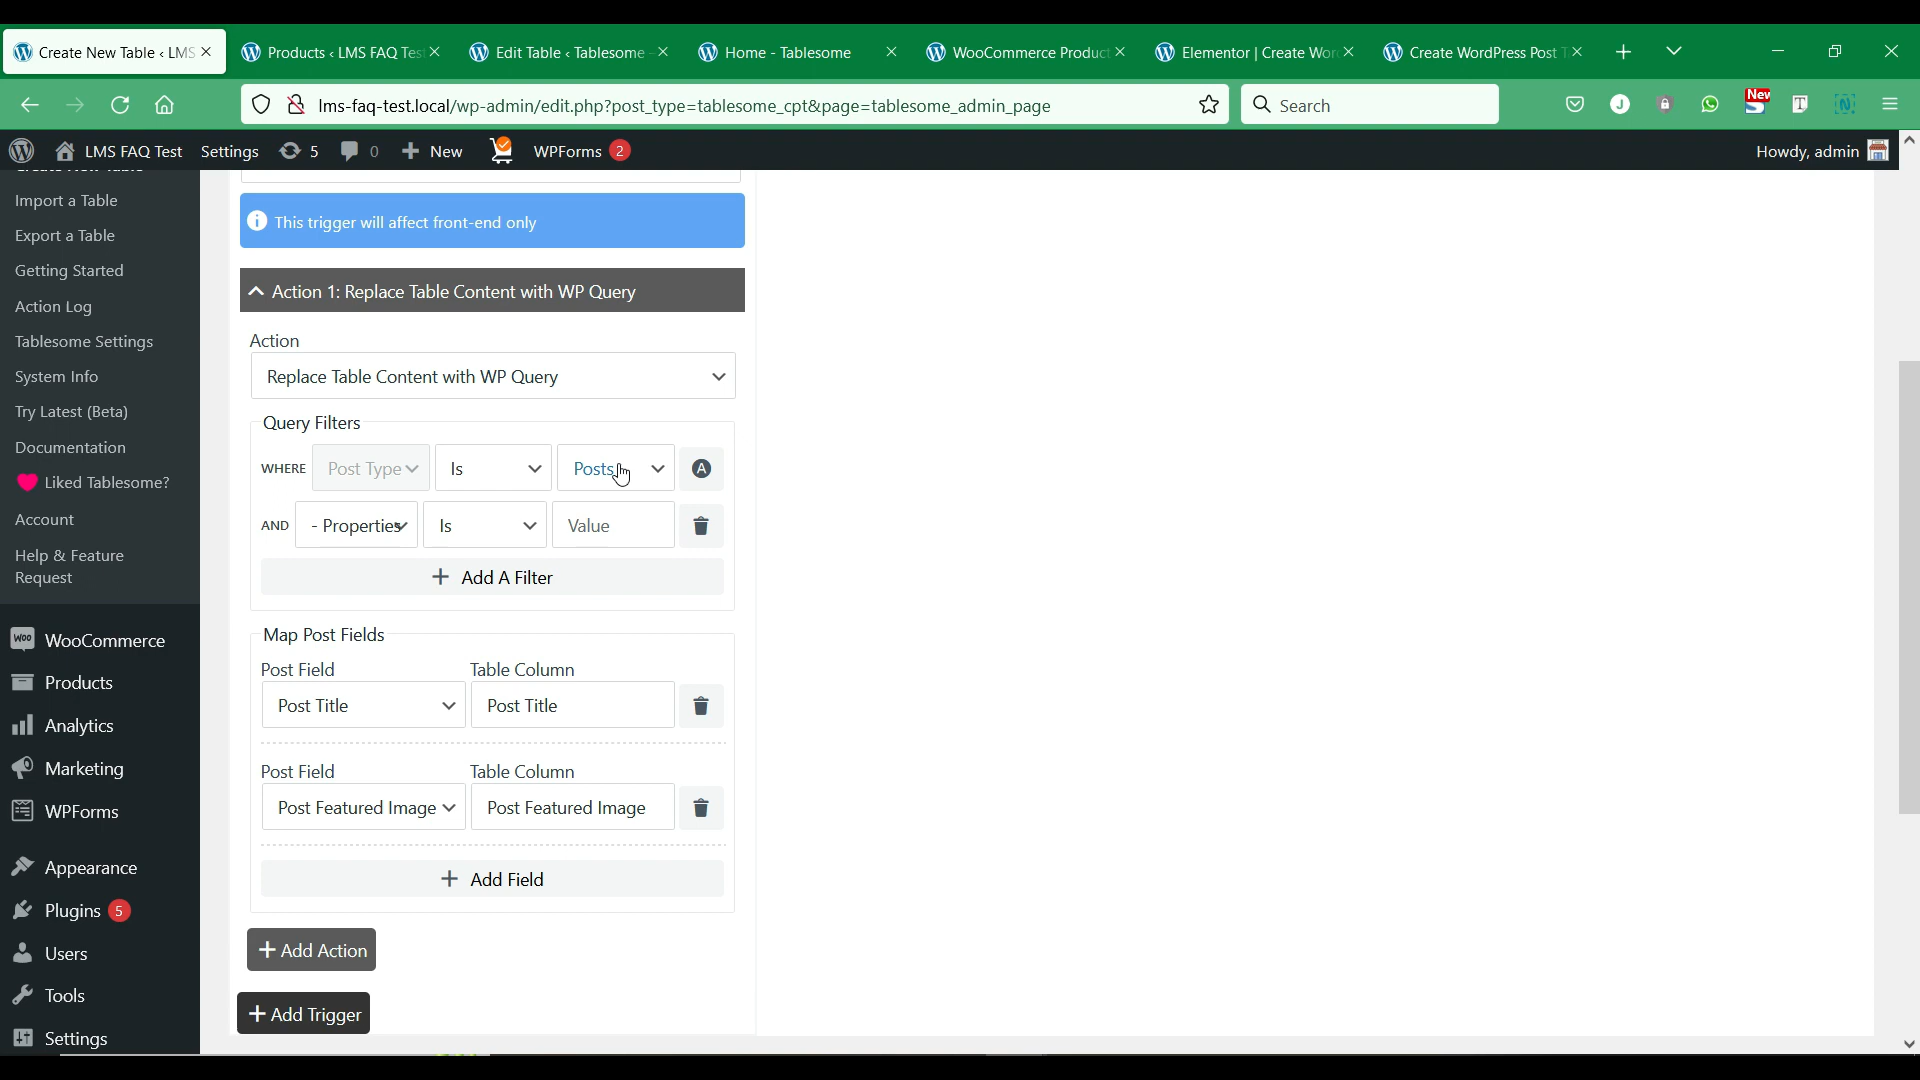 Create New Table ‹ LMS
Products ‹ LMS FAQ Tes
Edit Table ‹ Tablesome
Home - Tablesome
WooCommerce Product
Elementor | Create Wor
Create WordPress Post T
lms-faq-test.local/wp-admin/edit.php?post_type=tablesome_cpt&page=tablesome_admin_page
Search
J
New
S
T
N
LMS FAQ Test
Settings
5
0
New
WPForms 2
Howdy, admin
Create New Table
Import a Table
Export a Table
Getting Started
Action Log
Tablesome Settings
System Info
Try Latest (Beta)
Documentation
Liked Tablesome?
Account
Help & Feature
Request
Woo WooCommerce
Products
Analytics
Marketing
WPForms
Appearance
Plugins 5
Users
Tools
Settings
This trigger will affect front-end only
Action 1: Replace Table Content with WP Query
Action
Replace Table Content with WP Query
Query Filters
WHERE Post Type Is Posts A
AND - Properties Is Value
+ Add A Filter
Map Post Fields
Post Field Table Column
Post Title Post Title
Post Field Table Column
Post Featured Image Post Featured Image
+ Add Field
+ Add Action
+ Add Trigger